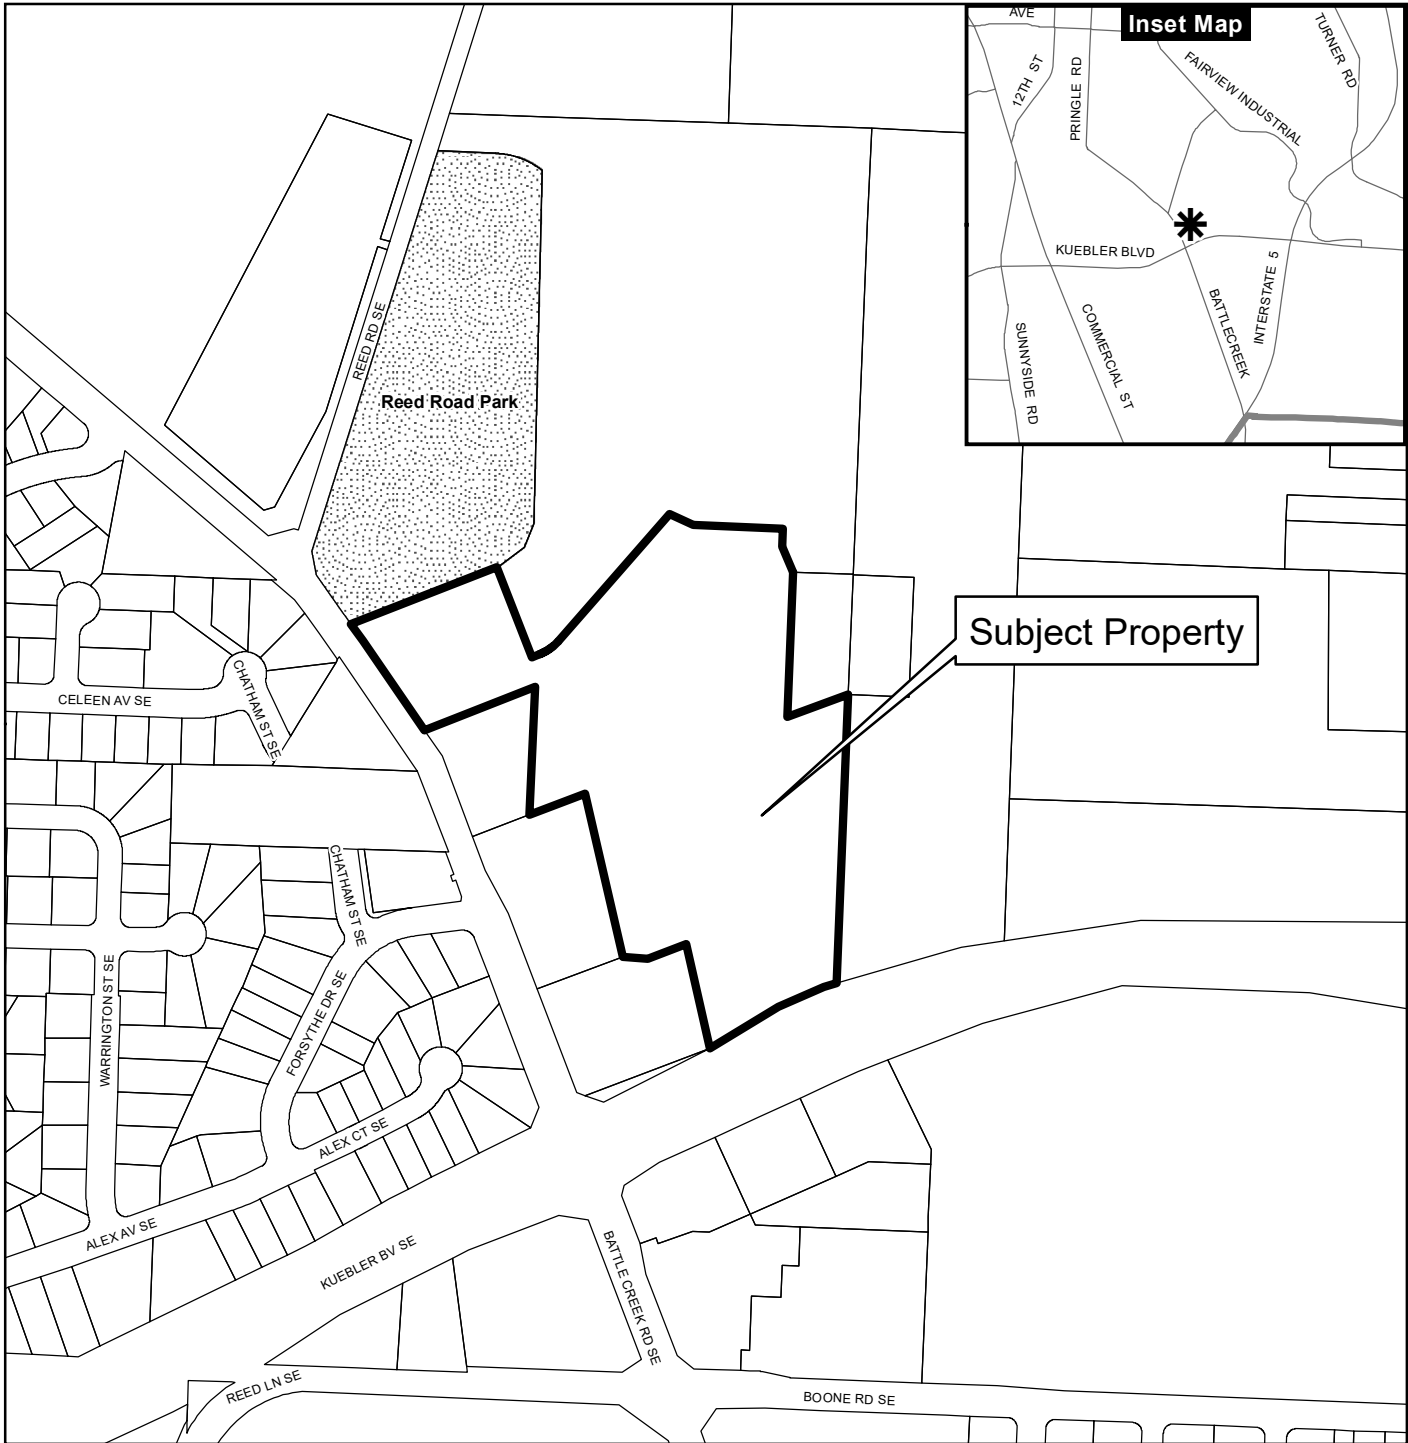 AVE
Inset Map
TURNER RD
12TH ST
PRINGLE RD
FAIRVIEW INDUSTRIAL
KUEBLER BLVD
INTERSTATE 5
BATTLECREEK
COMMERCIAL ST
SUNNYSIDE RD
REED RD SE
Reed Road Park
Subject Property
CELEEN AV SE
CHATHAM ST SE
CHATHAM ST SE
WARRINGTON ST SE
FORSYTHE DR SE
ALEX CT SE
ALEX AV SE
KUEBLER BV SE
BATTLE CREEK RD SE
REED LN SE
BOONE RD SE